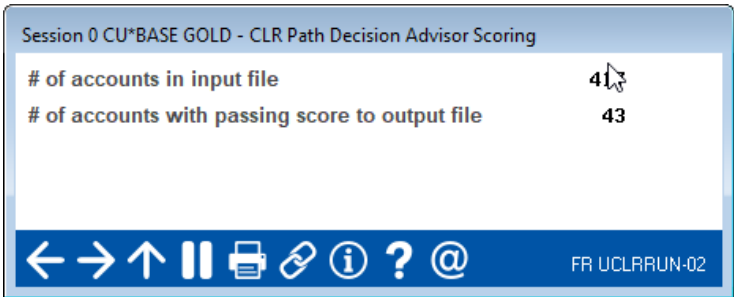 Session 0 CU*BASE GOLD - CLR Path Decision Advisor Scoring
# of accounts in input file
# of accounts with passing score to output file 43
FR UCLRRUN-02